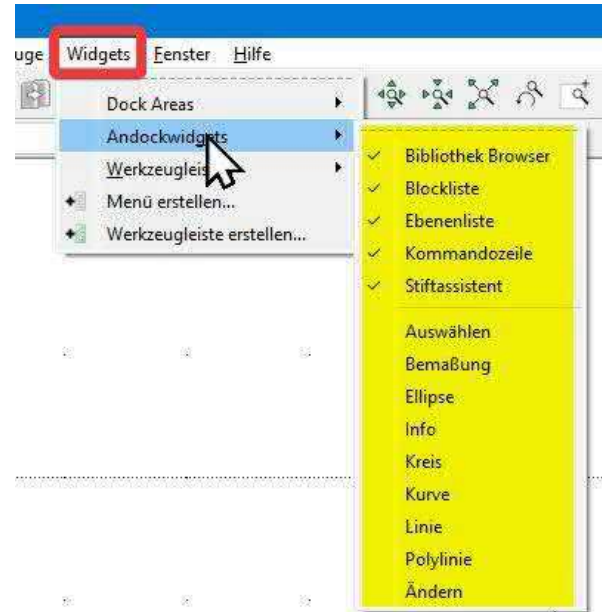 uge Widgets Fenster Hilfe
Dock Areas
Andockwidgets
Werkzeugleis
Menü erstellen...
Werkzeugleiste erstellen...
Bibliothek Browser
Blockliste
Ebenenliste
Kommandozeile
Stiftassistent
Auswählen
Bemaßung
Ellipse
Info
Kreis
Kurve
Linie
Polylinie
Ändern